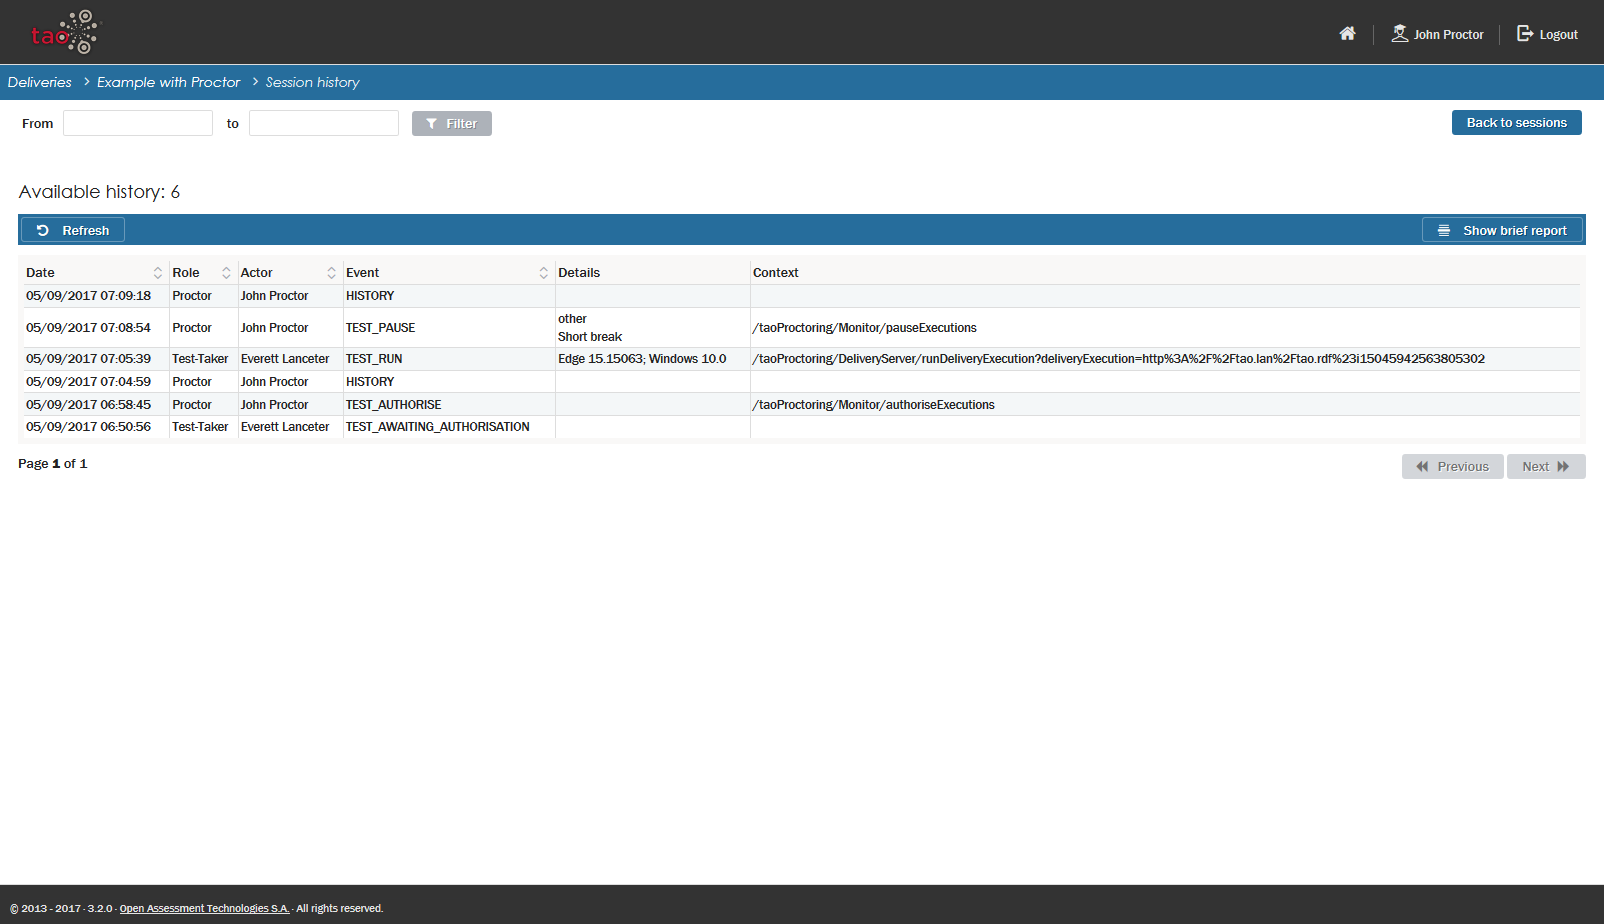 tao
John Proctor
Logout
Deliveries > Example with Proctor > Session history
From to Filter Back to sessions
Available history: 6
Refresh Show brief report
Date Role Actor Event Details Context
05/09/2017 07:09:18 Proctor John Proctor HISTORY
05/09/2017 07:08:54 Proctor John Proctor TEST_PAUSE other
Short break /taoProctoring/Monitor/pauseExecutions
05/09/2017 07:05:39 Test-Taker Everett Lanceter TEST_RUN Edge 15.15063; Windows 10.0 /taoProctoring/DeliveryServer/runDeliveryExecution?deliveryExecution=http%3A%2F%2Ftao.lan%2Ftao.rdf%23i15045942563805302
05/09/2017 07:04:59 Proctor John Proctor HISTORY
05/09/2017 06:58:45 Proctor John Proctor TEST_AUTHORISE /taoProctoring/Monitor/authoriseExecutions
05/09/2017 06:50:56 Test-Taker Everett Lanceter TEST_AWAITING_AUTHORISATION
Page 1 of 1 Previous Next
© 2013 - 2017 · 3.2.0 · Open Assessment Technologies S.A. · All rights reserved.